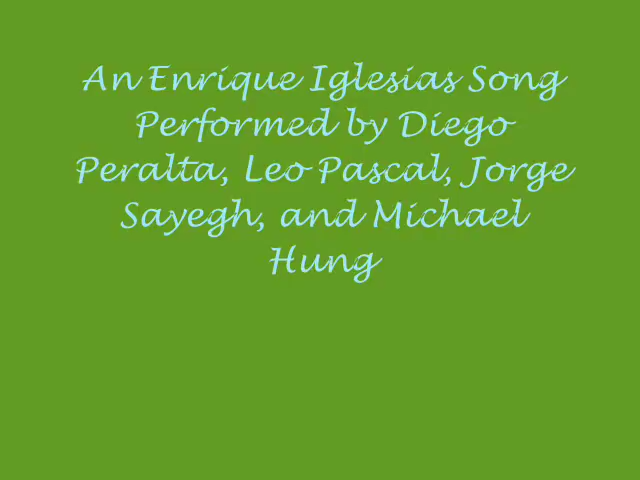 An Enrique Iglesias Song
Performed by Diego
Peralta, Leo Pascal, Jorge
Sayegh, and Michael
Hung